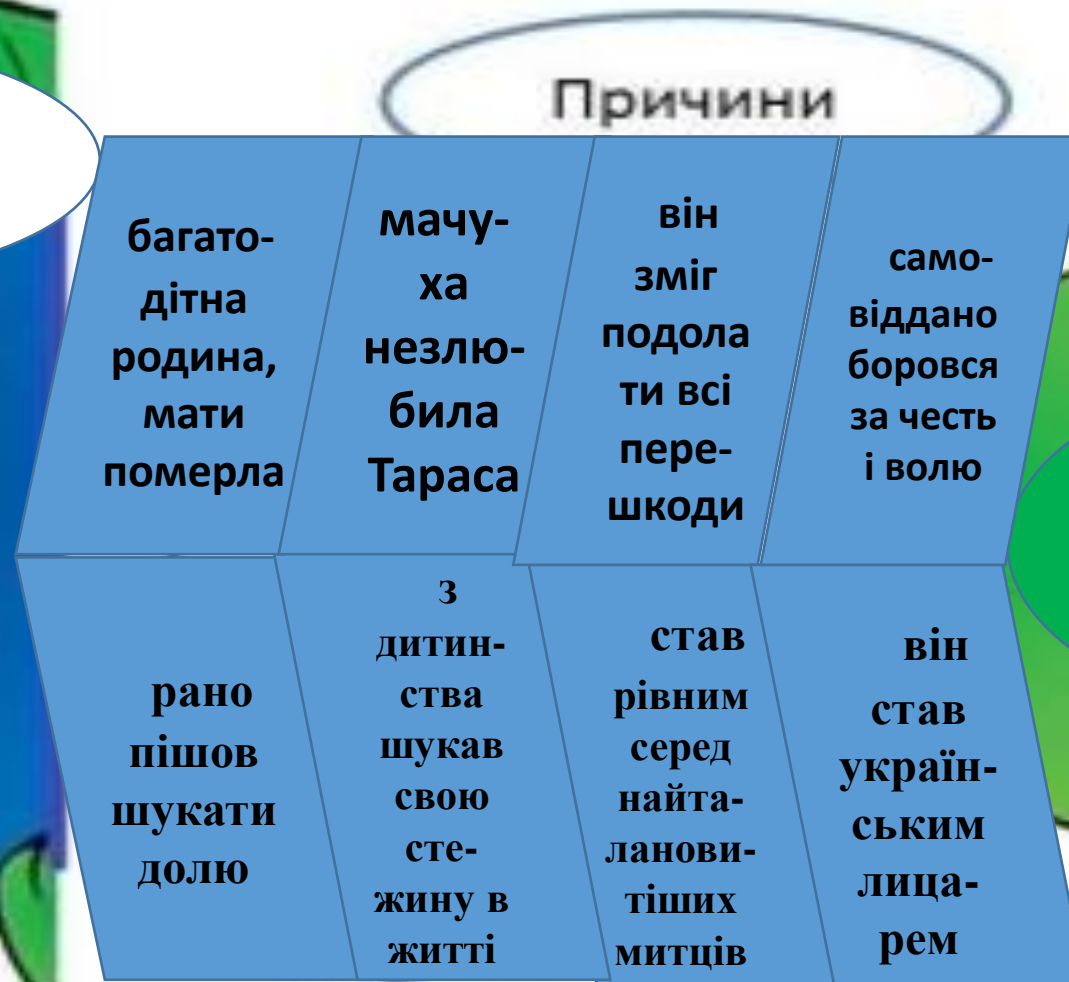 Причини
багато-
дітна
родина,
мати
померла
мачу-
ха
незлю-
била
Тараса
він
зміг
подола
ти всі
пере-
шкоди
само-
віддано
боровся
за честь
і волю
рано
пішов
шукати
долю
з
дитин-
ства
шукав
свою
сте-
жину в
житті
став
рівним
серед
найта-
ланови-
тіших
митців
він
став
україн-
ським
лица-
рем